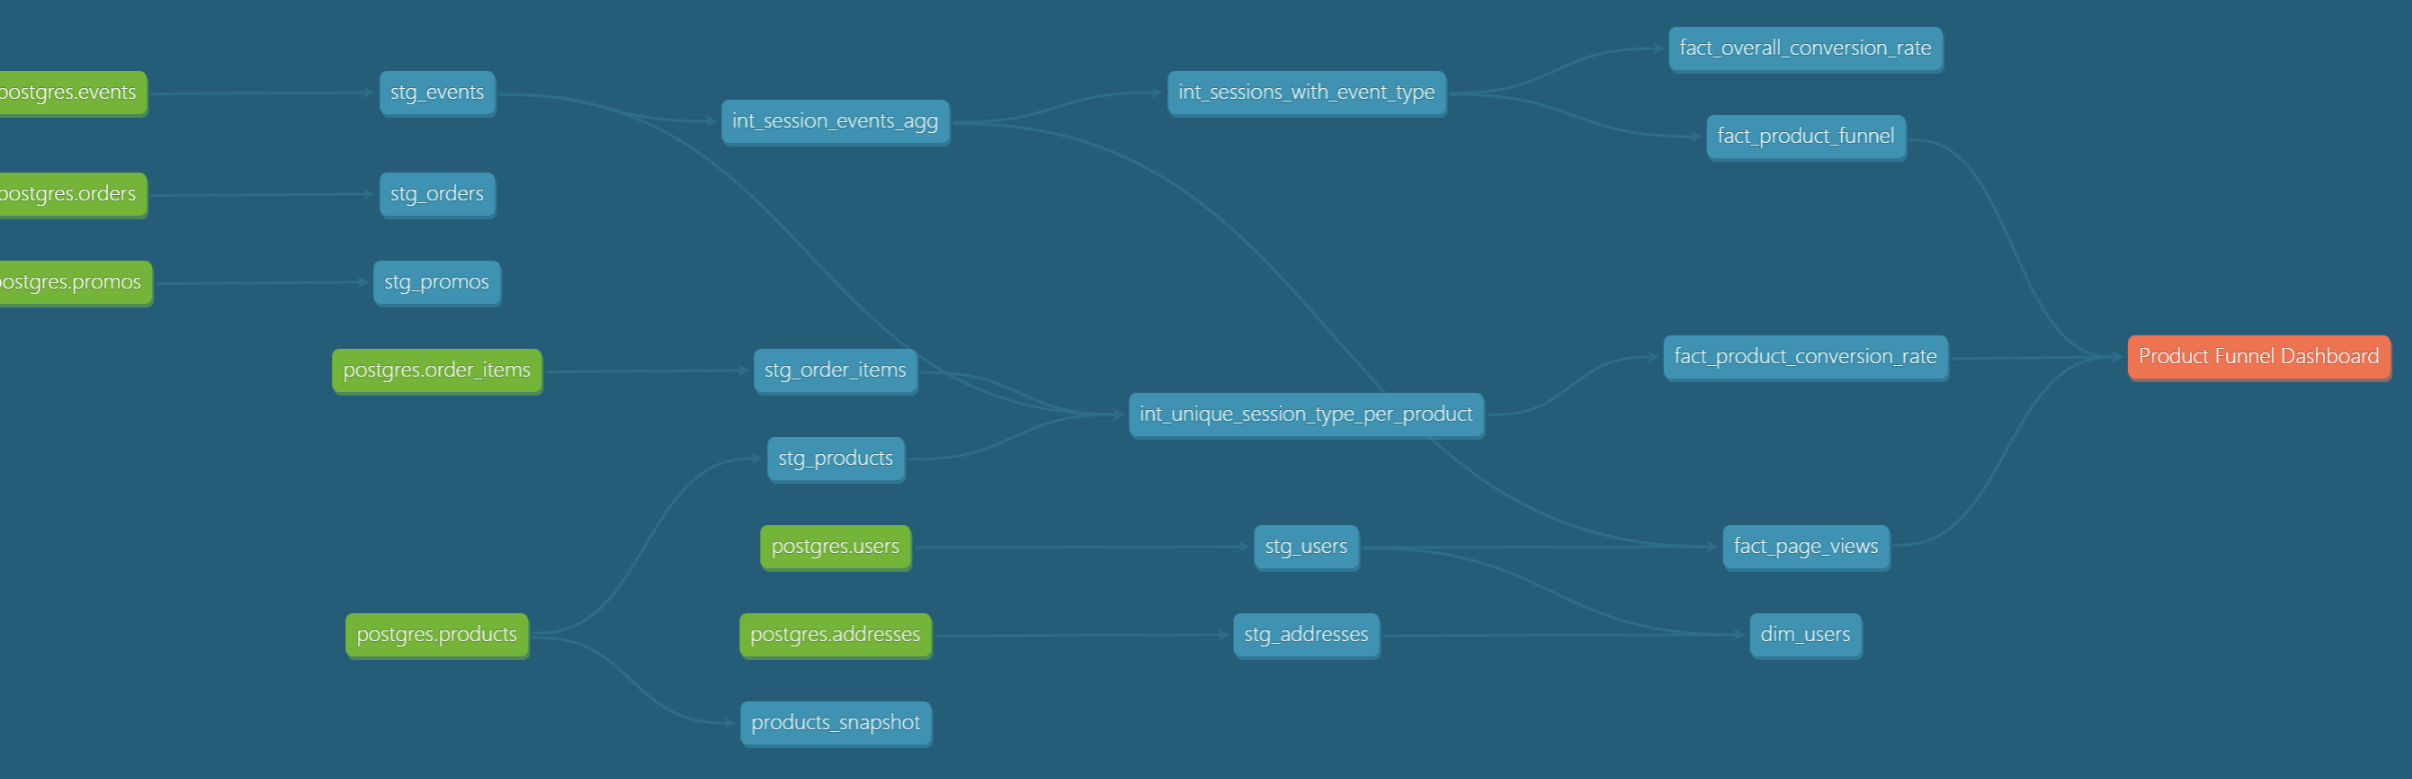 fact_overall_conversion_rate
postgres.events
stg_events
int_sessions_with_event_type
int_session_events_agg
fact_product_funnel
postgres.orders
stg_orders
postgres.promos
stg_promos
fact_product_conversion_rate
Product Funnel Dashboard
postgres.order_items
stg_order_items
int_unique_session_type_per_product
stg_products
postgres.users
stg_users
fact_page_views
postgres.products
postgres.addresses
stg_addresses
dim_users
products_snapshot